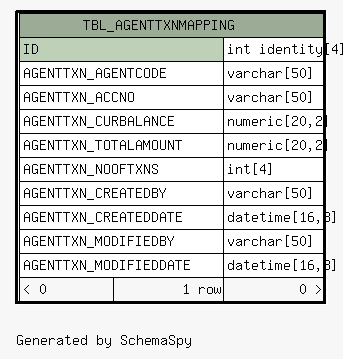 TBL_AGENTTXNMAPPING
ID int identity[4]
AGENTTXN_AGENTCODE varchar[50]
AGENTTXN_ACCNO varchar[50]
AGENTTXN_CURBALANCE numeric[20,2]
AGENTTXN_TOTALAMOUNT numeric[20,2]
AGENTTXN_NOOFTXNS int[4]
AGENTTXN_CREATEDBY varchar[50]
AGENTTXN_CREATEDDATE datetime[16,3]
AGENTTXN_MODIFIEDBY varchar[50]
AGENTTXN_MODIFIEDDATE datetime[16,3]
< 0 1 row 0 >
Generated by SchemaSpy